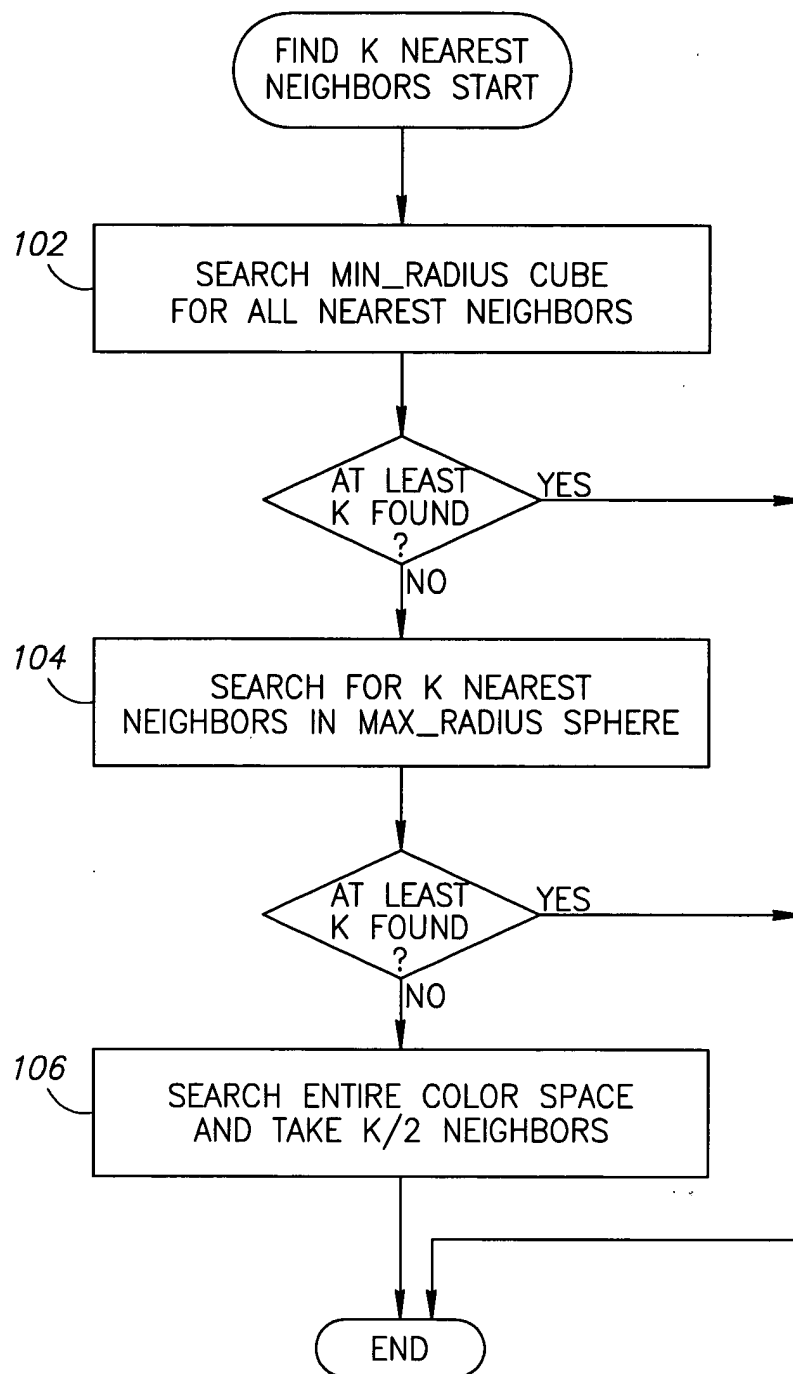 FIND K NEAREST
NEIGHBORS START
102
SEARCH MIN_RADIUS CUBE
FOR ALL NEAREST NEIGHBORS
AT LEAST
K FOUND
?
YES
NO
104
SEARCH FOR K NEAREST
NEIGHBORS IN MAX_RADIUS SPHERE
AT LEAST
K FOUND
?
YES
NO
106
SEARCH ENTIRE COLOR SPACE
AND TAKE K/2 NEIGHBORS
END